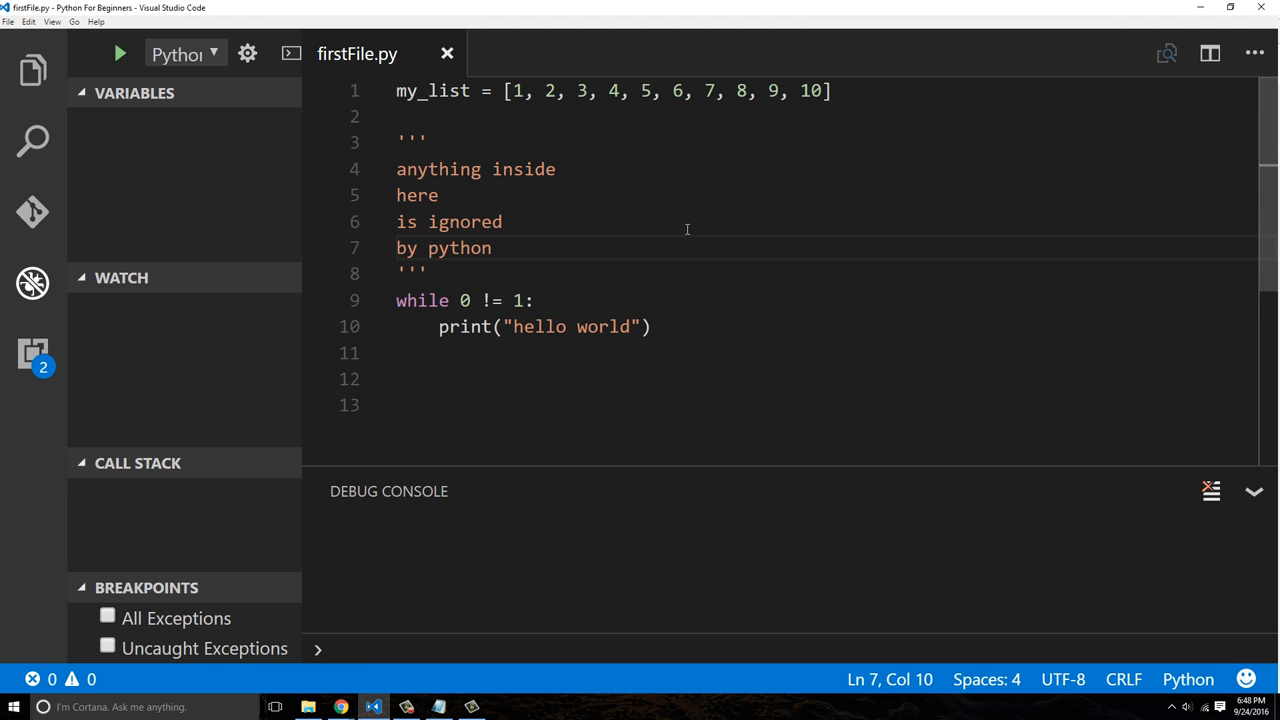 firstFile.py - Python For Beginners - Visual Studio Code
File Edit View Go Help
Python
firstFile.py
VARIABLES
1 my_list = [1, 2, 3, 4, 5, 6, 7, 8, 9, 10]
2
3 '''
4 anything inside
5 here
6 is ignored
7 by python
8 '''
9 while 0 != 1:
10 print("hello world")
11
12
13
WATCH
2
CALL STACK
DEBUG CONSOLE
BREAKPOINTS
All Exceptions
Uncaught Exceptions
0 0 Ln 7, Col 10 Spaces: 4 UTF-8 CRLF Python
I'm Cortana. Ask me anything.
6:48 PM
9/24/2016